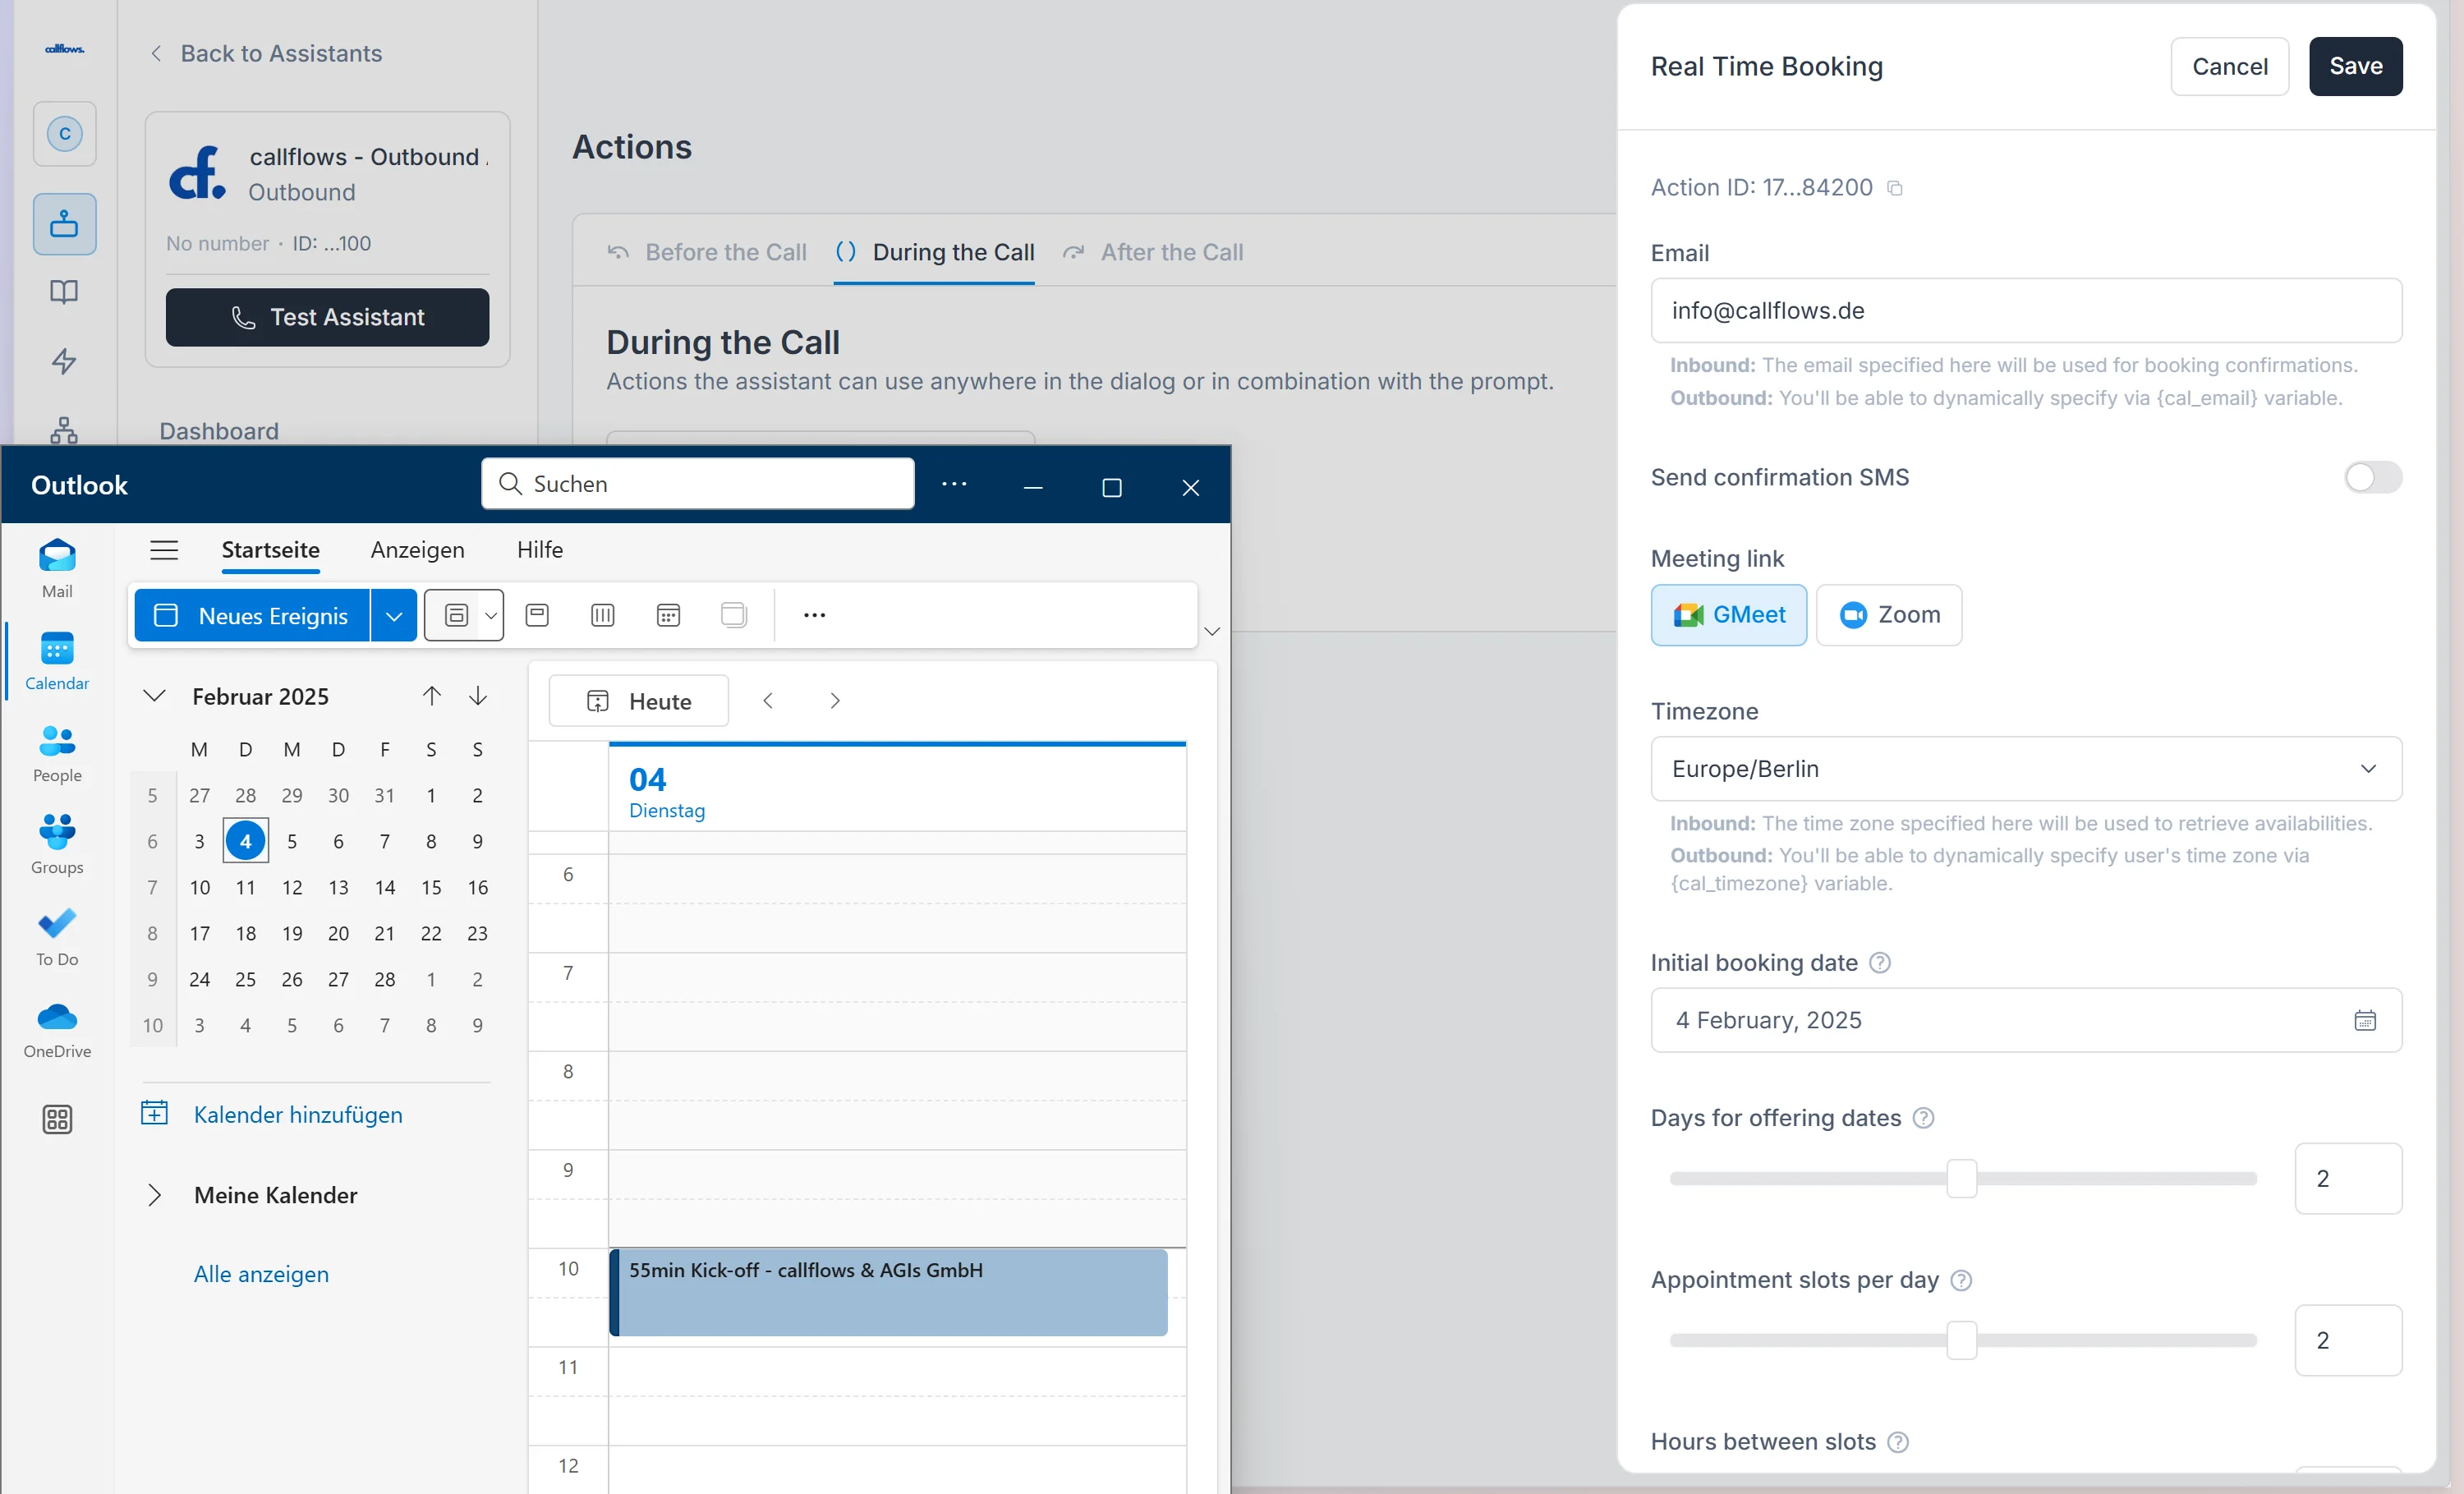 callflows.
C
Back to Assistants
cf.
callflows - Outbound
Outbound
No number · ID: ...100
Test Assistant
Dashboard
Actions
Before the Call
During the Call
After the Call
During the Call
Actions the assistant can use anywhere in the dialog or in combination with the prompt.
Outlook
Suchen
Mail
Calendar
People
Groups
To Do
OneDrive
Startseite
Anzeigen
Hilfe
Neues Ereignis
Februar 2025
M D M D F S S
5 27 28 29 30 31 1 2
6 3 4 5 6 7 8 9
7 10 11 12 13 14 15 16
8 17 18 19 20 21 22 23
9 24 25 26 27 28 1 2
10 3 4 5 6 7 8 9
Kalender hinzufügen
Meine Kalender
Alle anzeigen
Heute
04
Dienstag
6
7
8
9
10
55min Kick-off - callflows & AGIs GmbH
11
12
Real Time Booking
Cancel
Save
Action ID: 17...84200
Email
info@callflows.de
Inbound: The email specified here will be used for booking confirmations.
Outbound: You'll be able to dynamically specify via {cal_email} variable.
Send confirmation SMS
Meeting link
GMeet
Zoom
Timezone
Europe/Berlin
Inbound: The time zone specified here will be used to retrieve availabilities.
Outbound: You'll be able to dynamically specify user's time zone via
{cal_timezone} variable.
Initial booking date
4 February, 2025
Days for offering dates
2
Appointment slots per day
2
Hours between slots